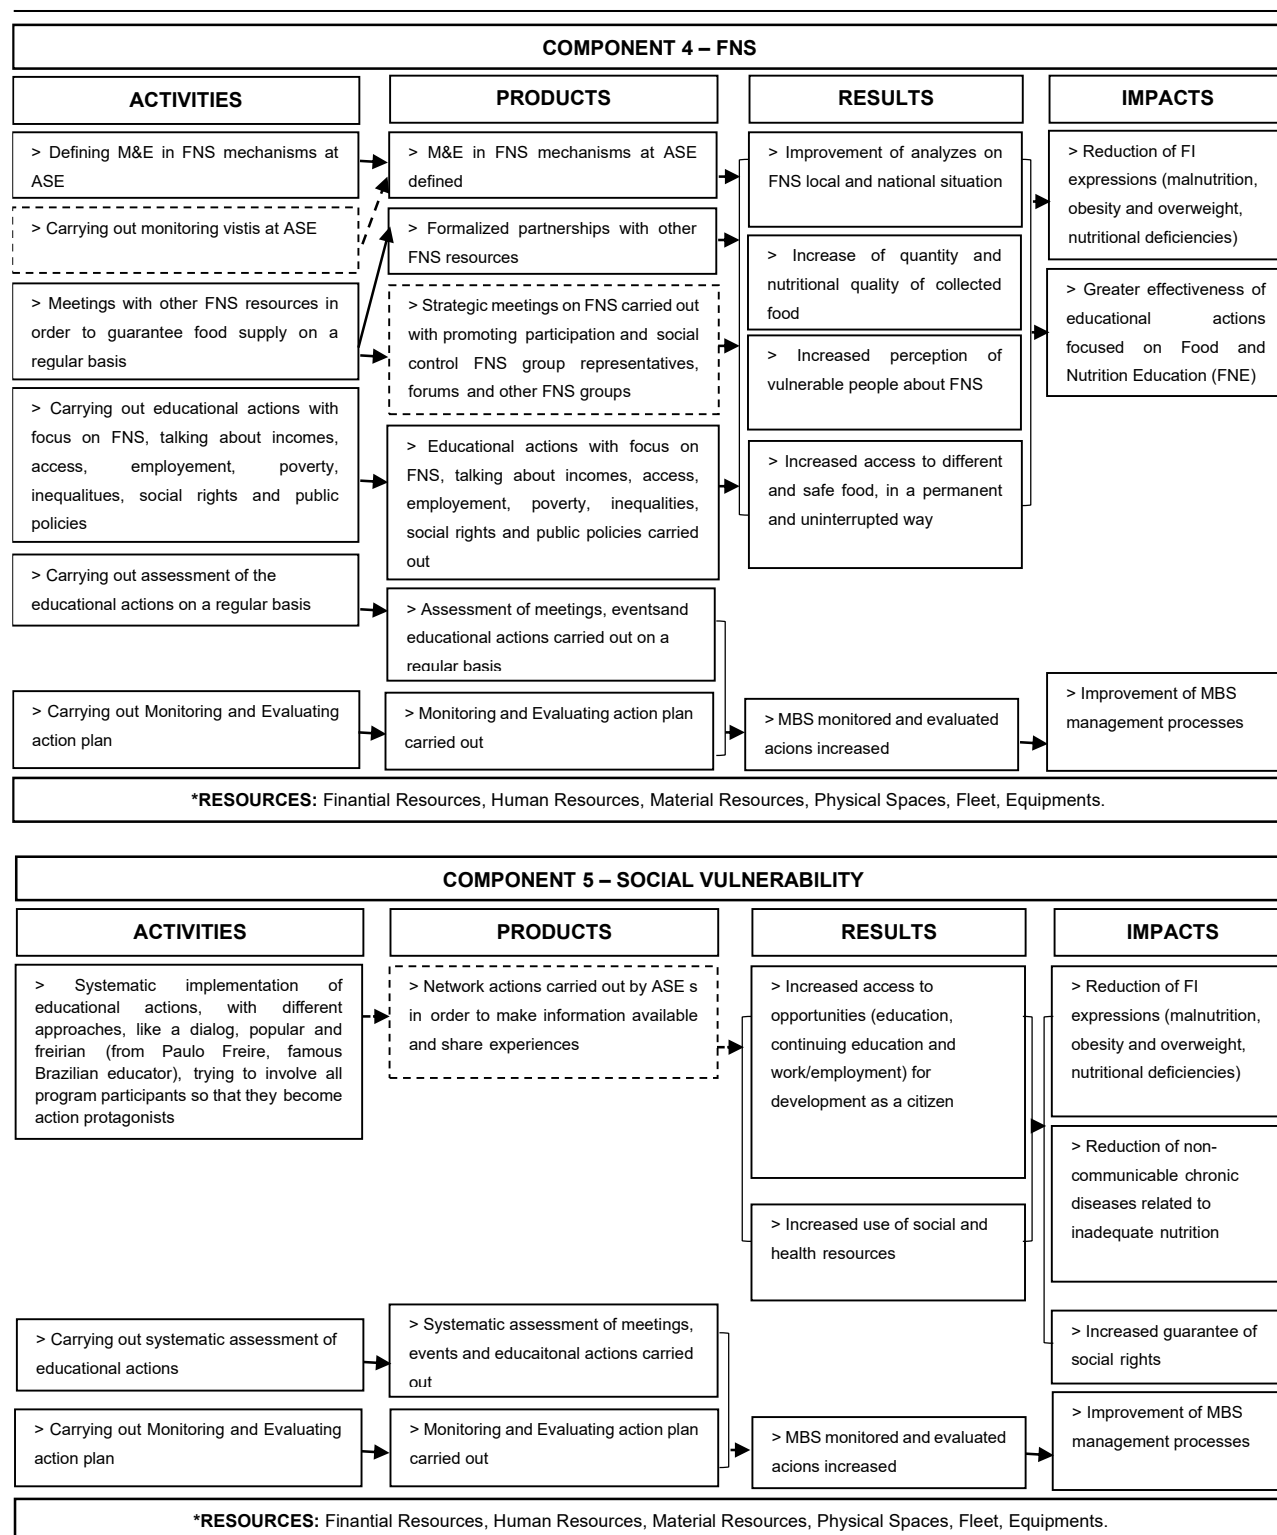 COMPONENT 4 – FNS
ACTIVITIES
PRODUCTS
RESULTS
IMPACTS
> Defining M&E in FNS mechanisms at
ASE
> Carrying out monitoring vistis at ASE
> Meetings with other FNS resources in
order to guarantee food supply on a
regular basis
> Carrying out educational actions with
focus on FNS, talking about incomes,
access, employement, poverty,
inequalitues, social rights and public
policies
> Carrying out assessment of the
educational actions on a regular basis
> Carrying out Monitoring and Evaluating
action plan
> M&E in FNS mechanisms at ASE
defined
> Formalized partnerships with other
FNS resources
> Strategic meetings on FNS carried out
with promoting participation and social
control FNS group representatives,
forums and other FNS groups
> Educational actions with focus on
FNS, talking about incomes, access,
employement, poverty, inequalities,
social rights and public policies carried
out
> Assessment of meetings, eventsand
educational actions carried out on a
regular basis
> Monitoring and Evaluating action plan
carried out
> Improvement of analyzes on
FNS local and national situation
> Increase of quantity and
nutritional quality of collected
food
> Increased perception of
vulnerable people about FNS
> Increased access to different
and safe food, in a permanent
and uninterrupted way
> MBS monitored and evaluated
acions increased
> Reduction of FI
expressions (malnutrition,
obesity and overweight,
nutritional deficiencies)
> Greater effectiveness of
educational actions
focused on Food and
Nutrition Education (FNE)
> Improvement of MBS
management processes
*RESOURCES: Finantial Resources, Human Resources, Material Resources, Physical Spaces, Fleet, Equipments.
COMPONENT 5 – SOCIAL VULNERABILITY
ACTIVITIES
PRODUCTS
RESULTS
IMPACTS
> Systematic implementation of
educational actions, with different
approaches, like a dialog, popular and
freirian (from Paulo Freire, famous
Brazilian educator), trying to involve all
program participants so that they become
action protagonists
> Carrying out systematic assessment of
educational actions
> Carrying out Monitoring and Evaluating
action plan
> Network actions carried out by ASE s
in order to make information available
and share experiences
> Systematic assessment of meetings,
events and educaitonal actions carried
out
> Monitoring and Evaluating action plan
carried out
> Increased access to
opportunities (education,
continuing education and
work/employment) for
development as a citizen
> Increased use of social and
health resources
> MBS monitored and evaluated
acions increased
> Reduction of FI
expressions (malnutrition,
obesity and overweight,
nutritional deficiencies)
> Reduction of non-
communicable chronic
diseases related to
inadequate nutrition
> Increased guarantee of
social rights
> Improvement of MBS
management processes
*RESOURCES: Finantial Resources, Human Resources, Material Resources, Physical Spaces, Fleet, Equipments.